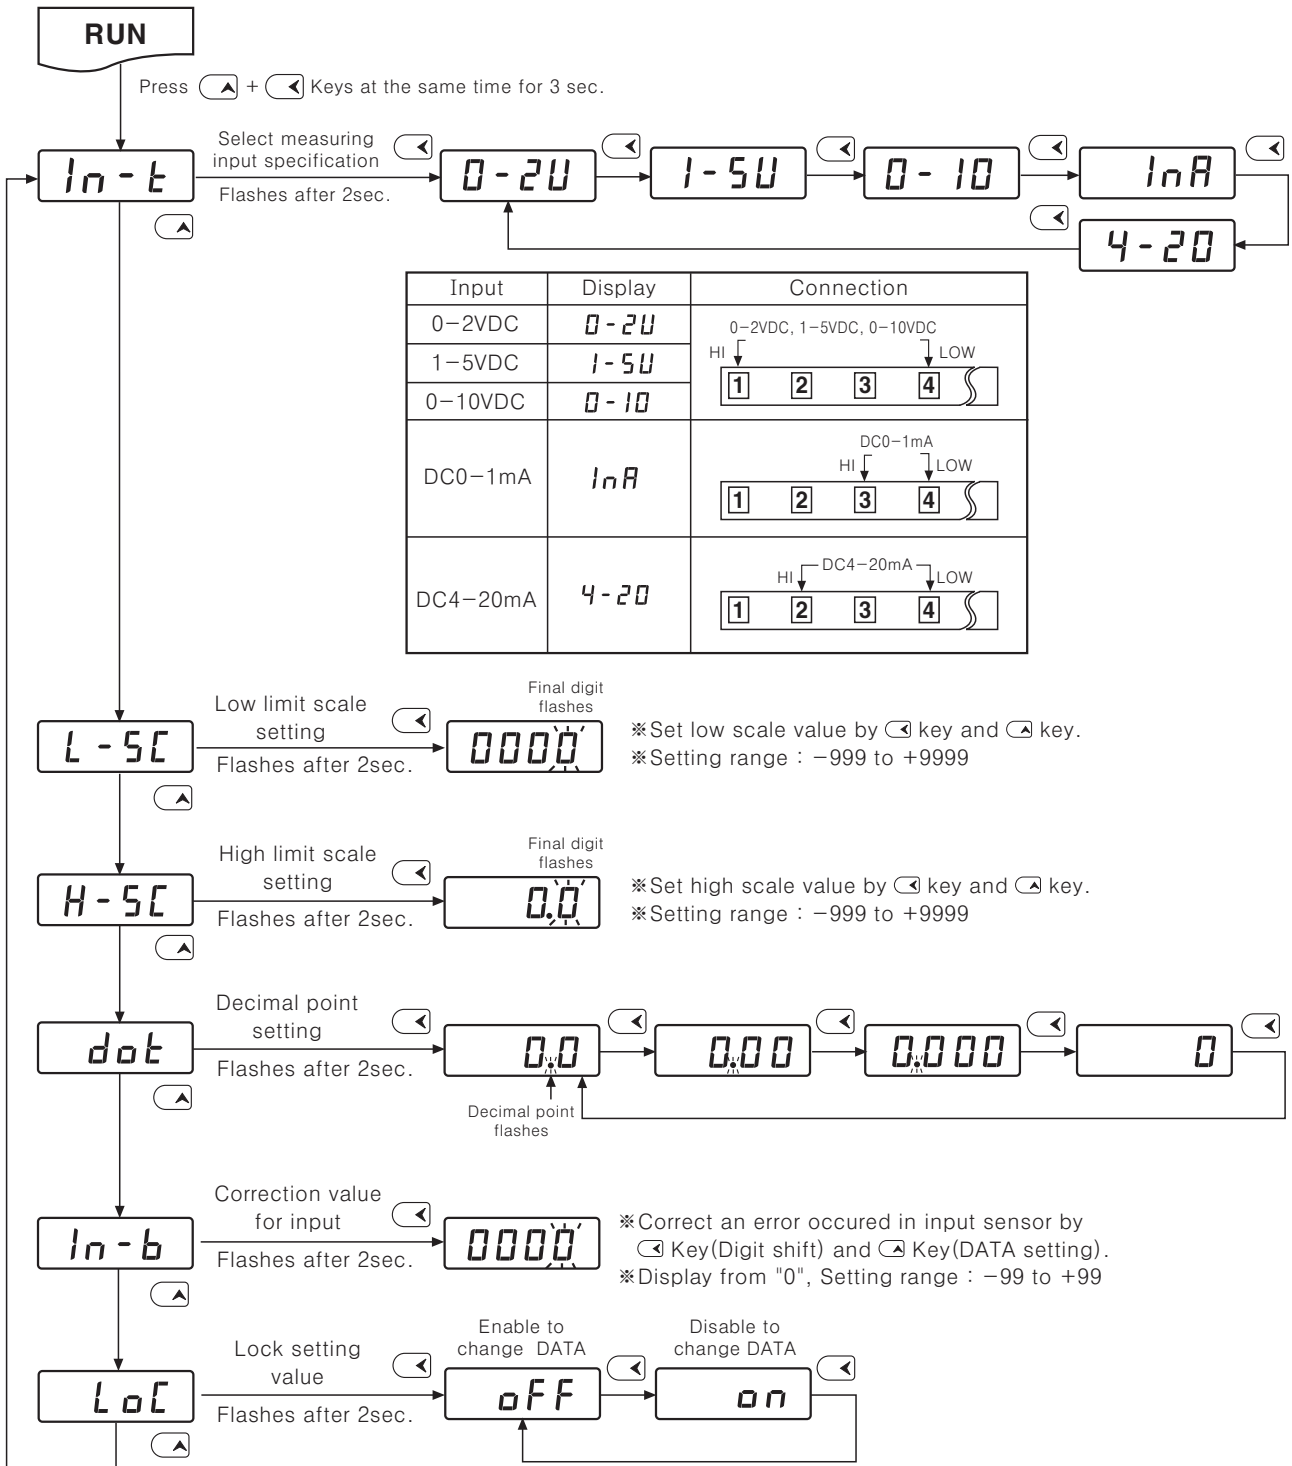 RUN
Press + Keys at the same time for 3 sec.
Select measuring
input specification
Flashes after 2sec.
In-t
0-2U
1-5U
0-10
1nA
4-20
Input Display Connection
0−2VDC 0-2U
1−5VDC 1-5U
0−10VDC 0-10
0−2VDC, 1−5VDC, 0−10VDC
HI LOW
1 2 3 4
DC0−1mA 1nA
DC0−1mA
HI LOW
1 2 3 4
DC4−20mA 4-20
DC4−20mA
HI LOW
1 2 3 4
L-SC
Low limit scale
setting
Flashes after 2sec.
Final digit
flashes
0000
※Set low scale value by key and key.
※Setting range : −999 to +9999
H-SC
High limit scale
setting
Flashes after 2sec.
Final digit
flashes
0.0
※Set high scale value by key and key.
※Setting range : −999 to +9999
dot
Decimal point
setting
Flashes after 2sec.
0.0
0.00
0.000
0
Decimal point
flashes
In-b
Correction value
for input
Flashes after 2sec.
0000
※Correct an error occured in input sensor by
Key(Digit shift) and Key(DATA setting).
※Display from "0", Setting range : −99 to +99
LoC
Lock setting
value
Flashes after 2sec.
Enable to
change DATA
oFF
Disable to
change DATA
on